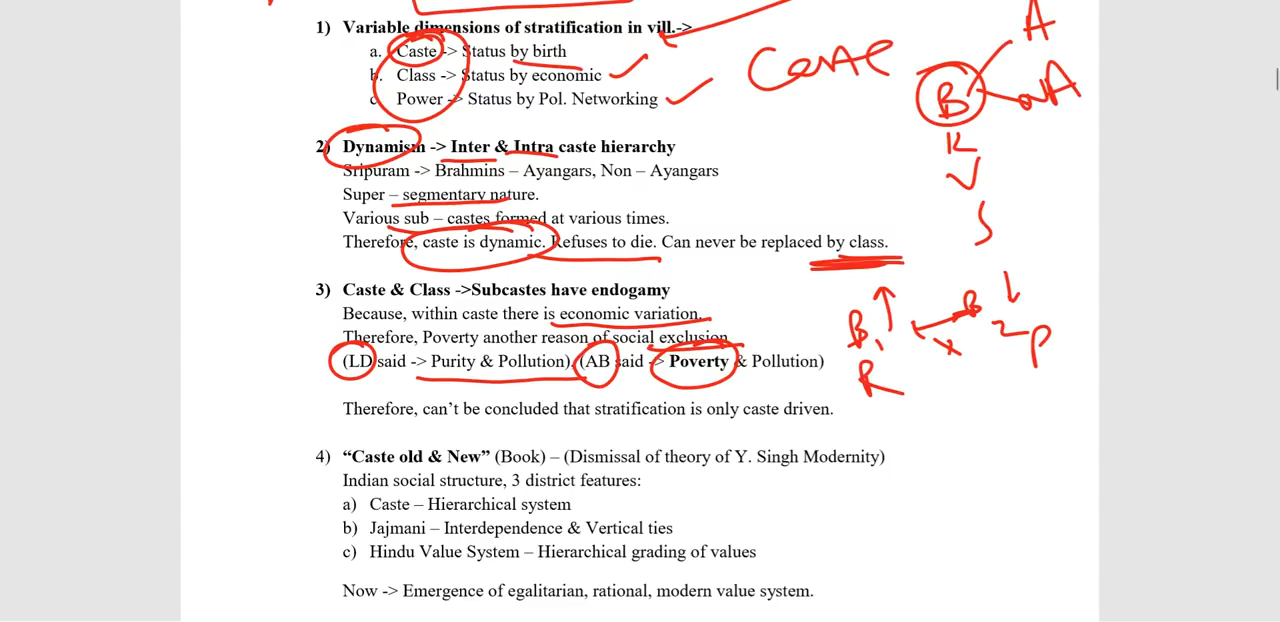 1) Variable dimensions of stratification in vill.->
a. Caste -> Status by birth
b. Class -> Status by economic
c. Power -> Status by Pol. Networking
Caste
A
B
NA
K
V
S
2) Dynamism -> Inter & Intra caste hierarchy
Sripuram -> Brahmins – Ayangars, Non – Ayangars
Super – segmentary nature.
Various sub – castes formed at various times.
Therefore, caste is dynamic. Refuses to die. Can never be replaced by class.
3) Caste & Class ->Subcastes have endogamy
Because, within caste there is economic variation.
Therefore, Poverty another reason of social exclusion
(LD said -> Purity & Pollution), (AB said -> Poverty & Pollution)
B1
B2
R
P
Therefore, can’t be concluded that stratification is only caste driven.
4) “Caste old & New” (Book) – (Dismissal of theory of Y. Singh Modernity)
Indian social structure, 3 district features:
a) Caste – Hierarchical system
b) Jajmani – Interdependence & Vertical ties
c) Hindu Value System – Hierarchical grading of values
Now -> Emergence of egalitarian, rational, modern value system.